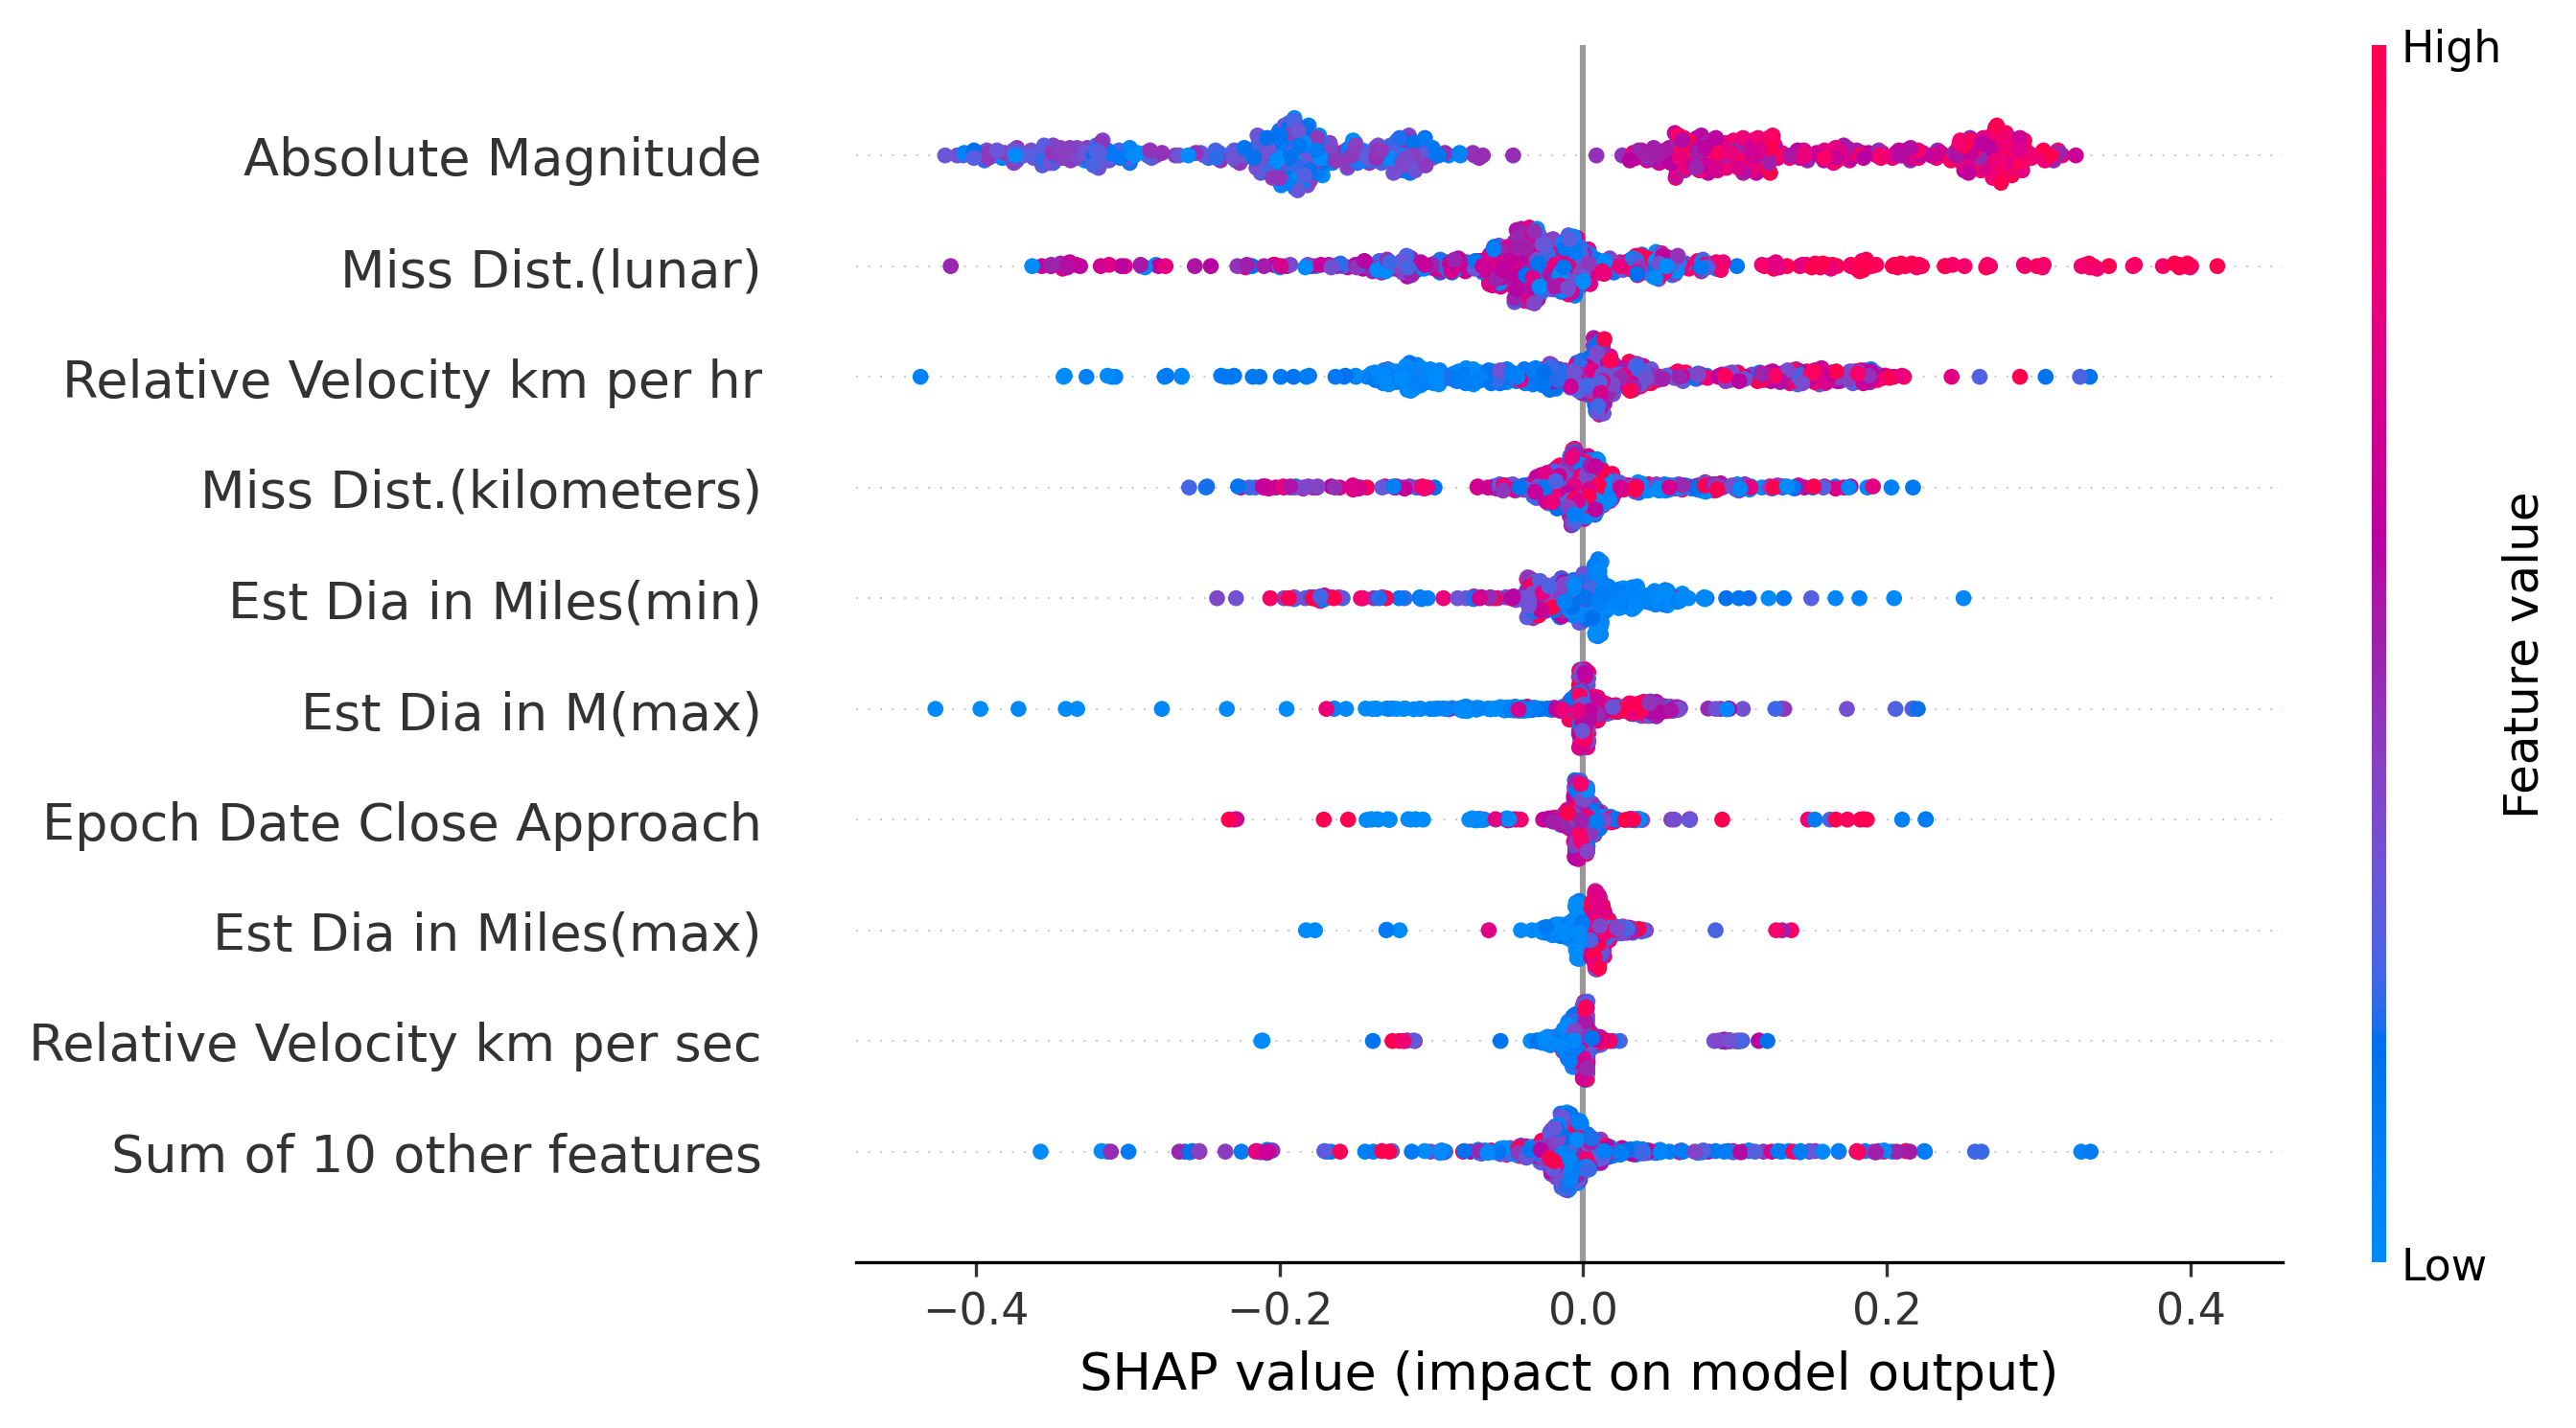 High
Absolute Magnitude
Miss Dist.(lunar)
Relative Velocity km per hr
Miss Dist.(kilometers)
Est Dia in Miles(min)
Est Dia in M(max)
Epoch Date Close Approach
Est Dia in Miles(max)
Relative Velocity km per sec
Sum of 10 other features
Feature value
Low
−0.4 −0.2 0.0 0.2 0.4
SHAP value (impact on model output)